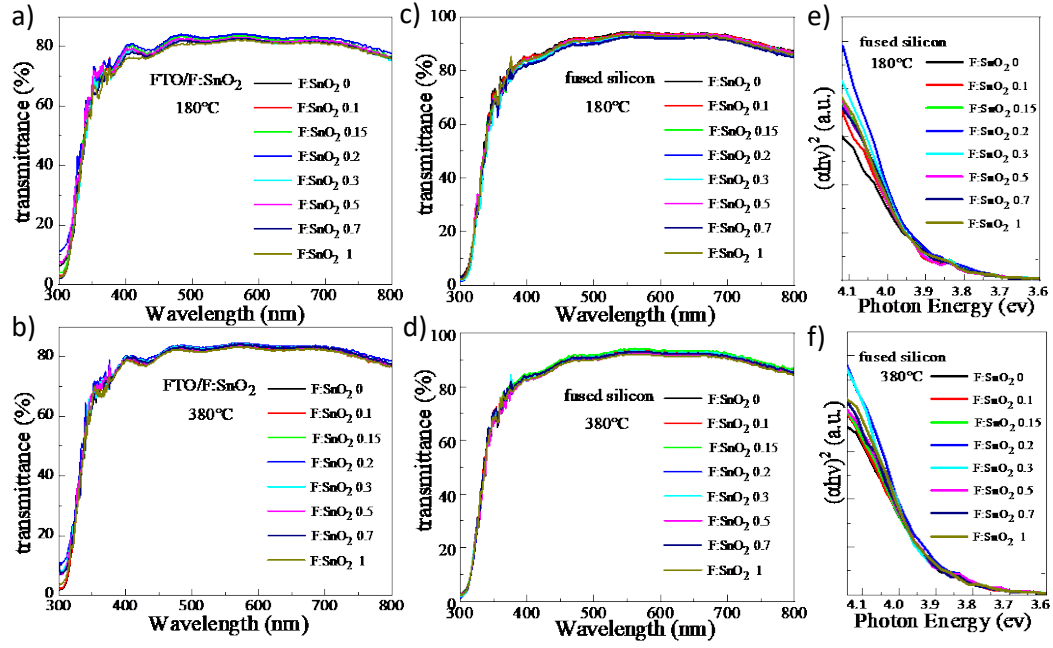 a)
transmittance (%)
80
60
40
20
0
300 400 500 600 700 800
Wavelength (nm)
FTO/F:SnO2
180°C
F:SnO2 0
F:SnO2 0.1
F:SnO2 0.15
F:SnO2 0.2
F:SnO2 0.3
F:SnO2 0.5
F:SnO2 0.7
F:SnO2 1
c)
transmittance (%)
100
80
60
40
20
0
300 400 500 600 700 800
Wavelength (nm)
fused silicon
180°C
F:SnO2 0
F:SnO2 0.1
F:SnO2 0.15
F:SnO2 0.2
F:SnO2 0.3
F:SnO2 0.5
F:SnO2 0.7
F:SnO2 1
e)
(αhν)2 (a.u.)
4.1 4.0 3.9 3.8 3.7 3.6
Photon Energy (ev)
fused silicon
180°C
F:SnO2 0
F:SnO2 0.1
F:SnO2 0.15
F:SnO2 0.2
F:SnO2 0.3
F:SnO2 0.5
F:SnO2 0.7
F:SnO2 1
b)
transmittance (%)
80
60
40
20
0
300 400 500 600 700 800
Wavelength (nm)
FTO/F:SnO2
380°C
F:SnO2 0
F:SnO2 0.1
F:SnO2 0.15
F:SnO2 0.2
F:SnO2 0.3
F:SnO2 0.5
F:SnO2 0.7
F:SnO2 1
d)
transmittance (%)
100
80
60
40
20
0
300 400 500 600 700 800
Wavelength (nm)
fused silicon
380°C
F:SnO2 0
F:SnO2 0.1
F:SnO2 0.15
F:SnO2 0.2
F:SnO2 0.3
F:SnO2 0.5
F:SnO2 0.7
F:SnO2 1
f)
(αhν)2 (a.u.)
4.1 4.0 3.9 3.8 3.7 3.6
Photon Energy (ev)
fused silicon
380°C
F:SnO2 0
F:SnO2 0.1
F:SnO2 0.15
F:SnO2 0.2
F:SnO2 0.3
F:SnO2 0.5
F:SnO2 0.7
F:SnO2 1